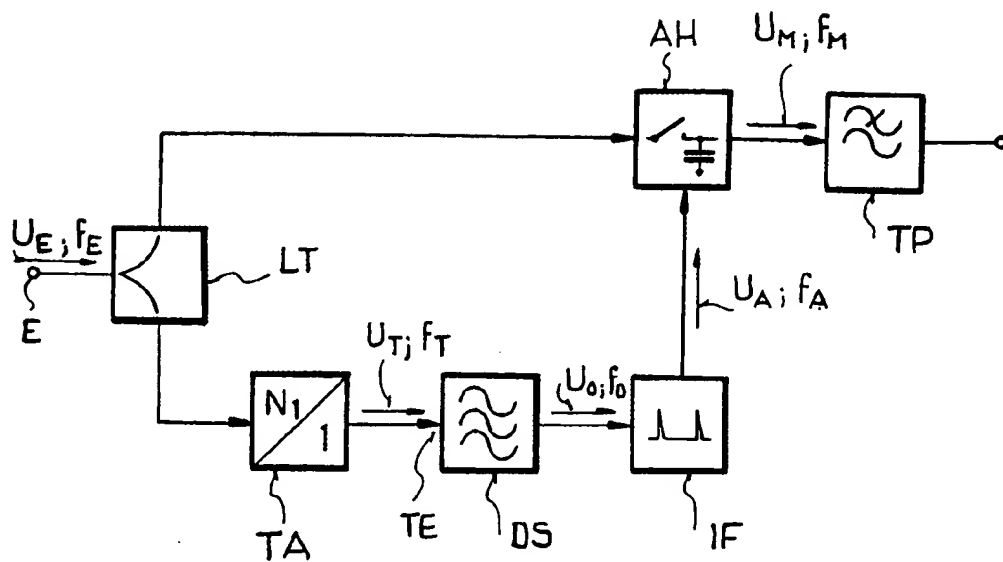 AH
U_M; f_M
U_E; f_E
LT
TP
E
U_A; f_A
U_T; f_T
U_0; f_0
N1
1
TE
TA
DS
IF